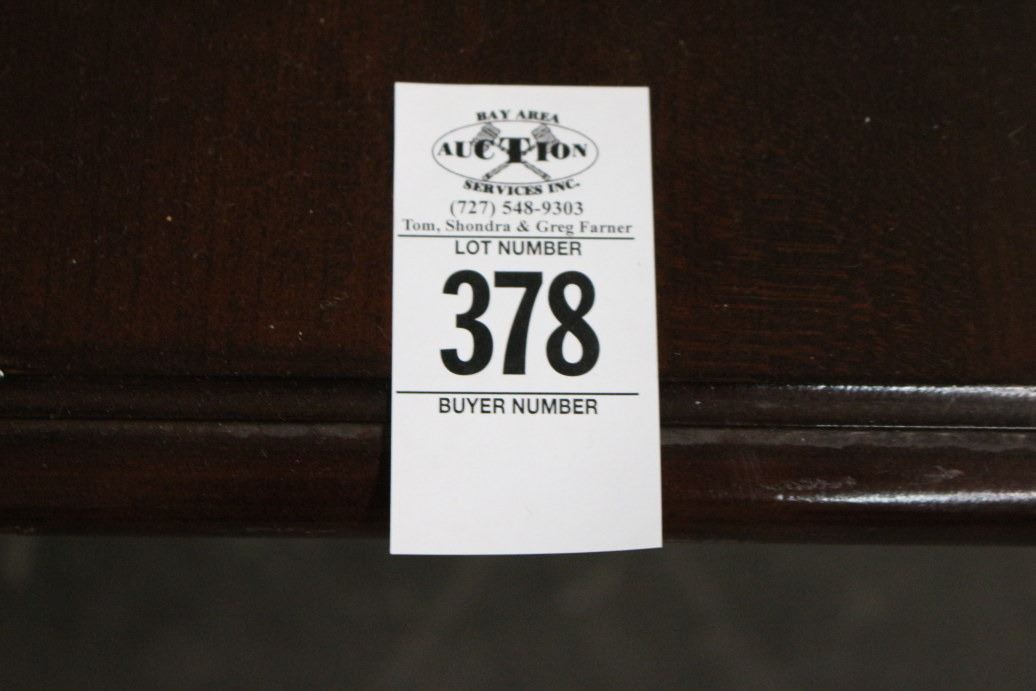 BAY AREA
AUCTION
SERVICES INC.
(727) 548-9303
Tom, Shondra & Greg Farner
LOT NUMBER
378
BUYER NUMBER